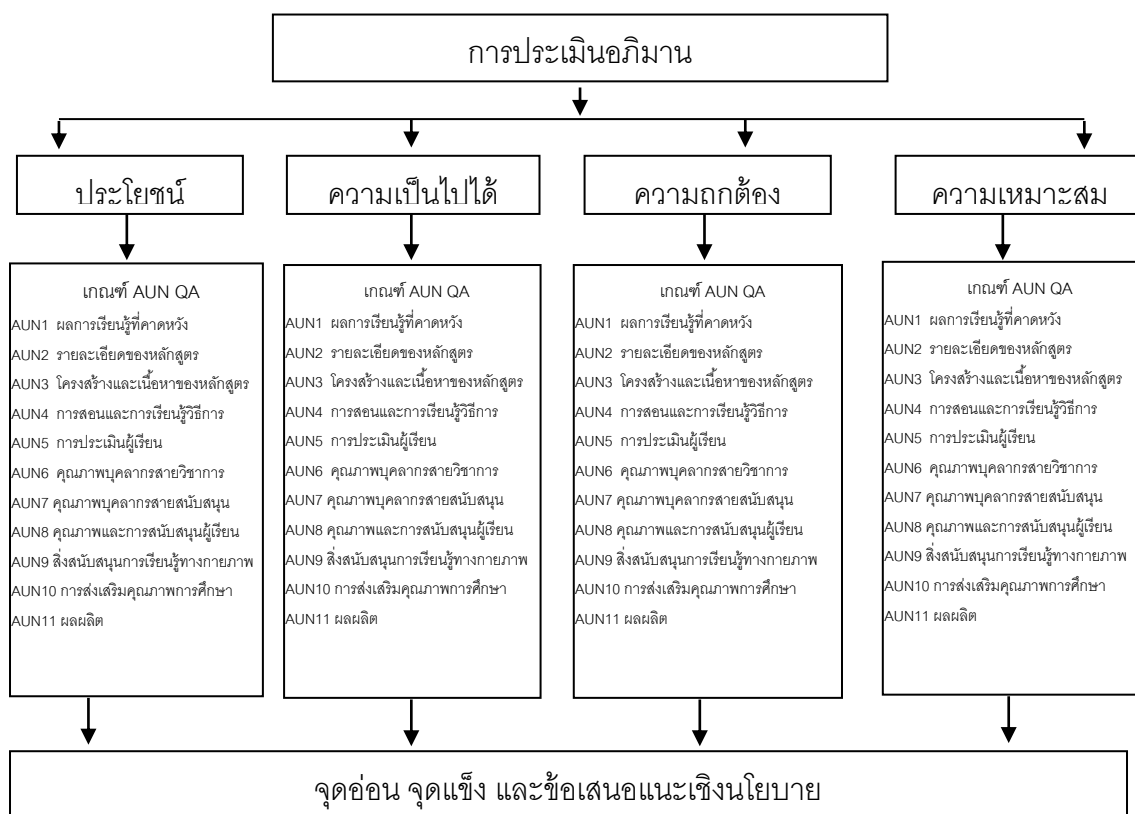 การประเมินอภิมาน
ประโยชน์
ความเป็นไปได้
ความถกต้อง
ความเหมาะสม
เกณฑ์ AUN QA
AUN1 ผลการเรียนรู้ที่คาดหวัง
AUN2 รายละเอียดของหลักสูตร
AUN3 โครงสร้างและเนื้อหาของหลักสูตร
AUN4 การสอนและการเรียนรู้วิธีการ
AUN5 การประเมินผู้เรียน
AUN6 คุณภาพบุคลากรสายวิชาการ
AUN7 คุณภาพบุคลากรสายสนับสนุน
AUN8 คุณภาพและการสนับสนุนผู้เรียน
AUN9 สิ่งสนับสนุนการเรียนรู้ทางกายภาพ
AUN10 การส่งเสริมคุณภาพการศึกษา
AUN11 ผลผลิต
เกณฑ์ AUN QA
AUN1 ผลการเรียนรู้ที่คาดหวัง
AUN2 รายละเอียดของหลักสูตร
AUN3 โครงสร้างและเนื้อหาของหลักสูตร
AUN4 การสอนและการเรียนรู้วิธีการ
AUN5 การประเมินผู้เรียน
AUN6 คุณภาพบุคลากรสายวิชาการ
AUN7 คุณภาพบุคลากรสายสนับสนุน
AUN8 คุณภาพและการสนับสนุนผู้เรียน
AUN9 สิ่งสนับสนุนการเรียนรู้ทางกายภาพ
AUN10 การส่งเสริมคุณภาพการศึกษา
AUN11 ผลผลิต
เกณฑ์ AUN QA
AUN1 ผลการเรียนรู้ที่คาดหวัง
AUN2 รายละเอียดของหลักสูตร
AUN3 โครงสร้างและเนื้อหาของหลักสูตร
AUN4 การสอนและการเรียนรู้วิธีการ
AUN5 การประเมินผู้เรียน
AUN6 คุณภาพบุคลากรสายวิชาการ
AUN7 คุณภาพบุคลากรสายสนับสนุน
AUN8 คุณภาพและการสนับสนุนผู้เรียน
AUN9 สิ่งสนับสนุนการเรียนรู้ทางกายภาพ
AUN10 การส่งเสริมคุณภาพการศึกษา
AUN11 ผลผลิต
เกณฑ์ AUN QA
AUN1 ผลการเรียนรู้ที่คาดหวัง
AUN2 รายละเอียดของหลักสูตร
AUN3 โครงสร้างและเนื้อหาของหลักสูตร
AUN4 การสอนและการเรียนรู้วิธีการ
AUN5 การประเมินผู้เรียน
AUN6 คุณภาพบุคลากรสายวิชาการ
AUN7 คุณภาพบุคลากรสายสนับสนุน
AUN8 คุณภาพและการสนับสนุนผู้เรียน
AUN9 สิ่งสนับสนุนการเรียนรู้ทางกายภาพ
AUN10 การส่งเสริมคุณภาพการศึกษา
AUN11 ผลผลิต
จุดอ่อน จุดแข็ง และข้อเสนอแนะเชิงนโยบาย